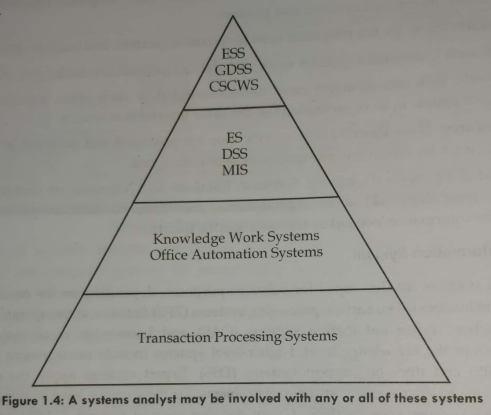 ESS
GDSS
CSCWS
ES
DSS
MIS
Knowledge Work Systems
Office Automation Systems
Transaction Processing Systems
Figure 1.4: A systems analyst may be involved with any or all of these systems